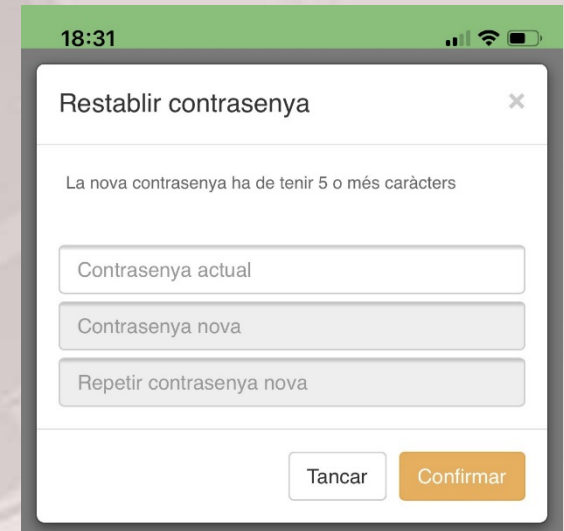 18:31
Restablir contrasenya ×
La nova contrasenya ha de tenir 5 o més caràcters
Contrasenya actual
Contrasenya nova
Repetir contrasenya nova
Tancar Confirmar